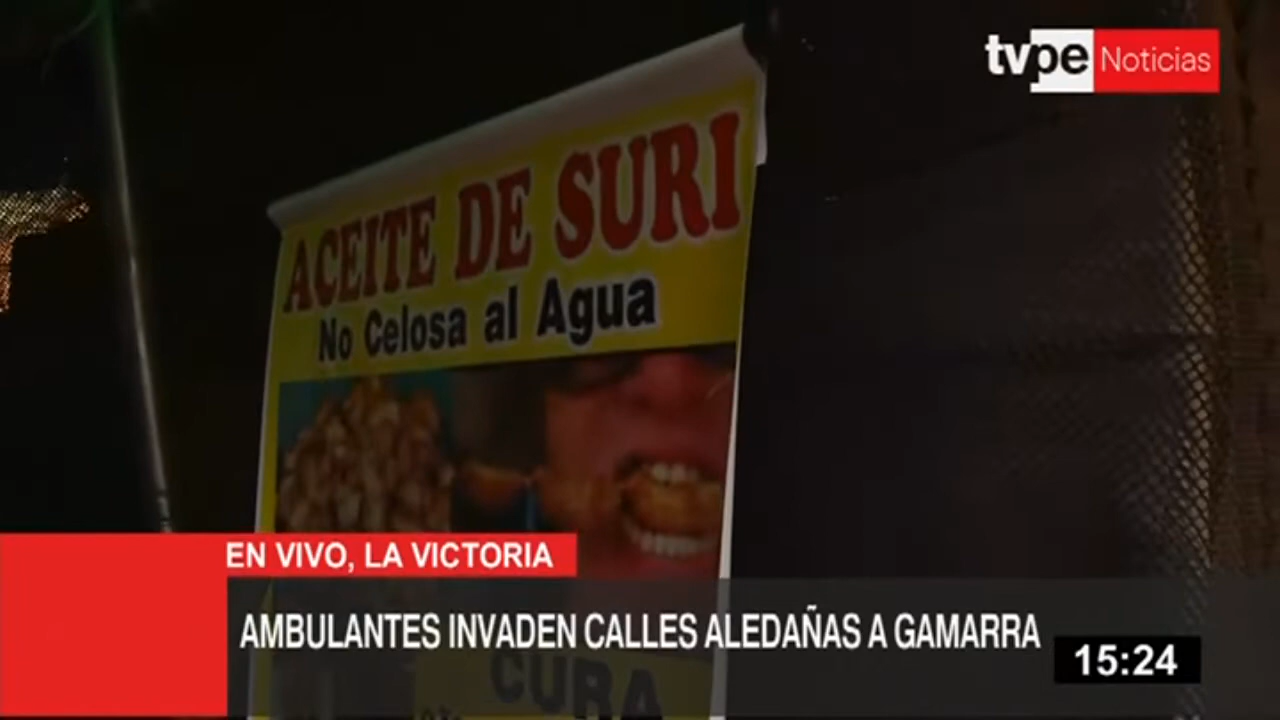 tvpe Noticias
ACEITE DE SURI
No Celosa al Agua
EN VIVO, LA VICTORIA
AMBULANTES INVADEN CALLES ALEDAÑAS A GAMARRA
15:24
CURA